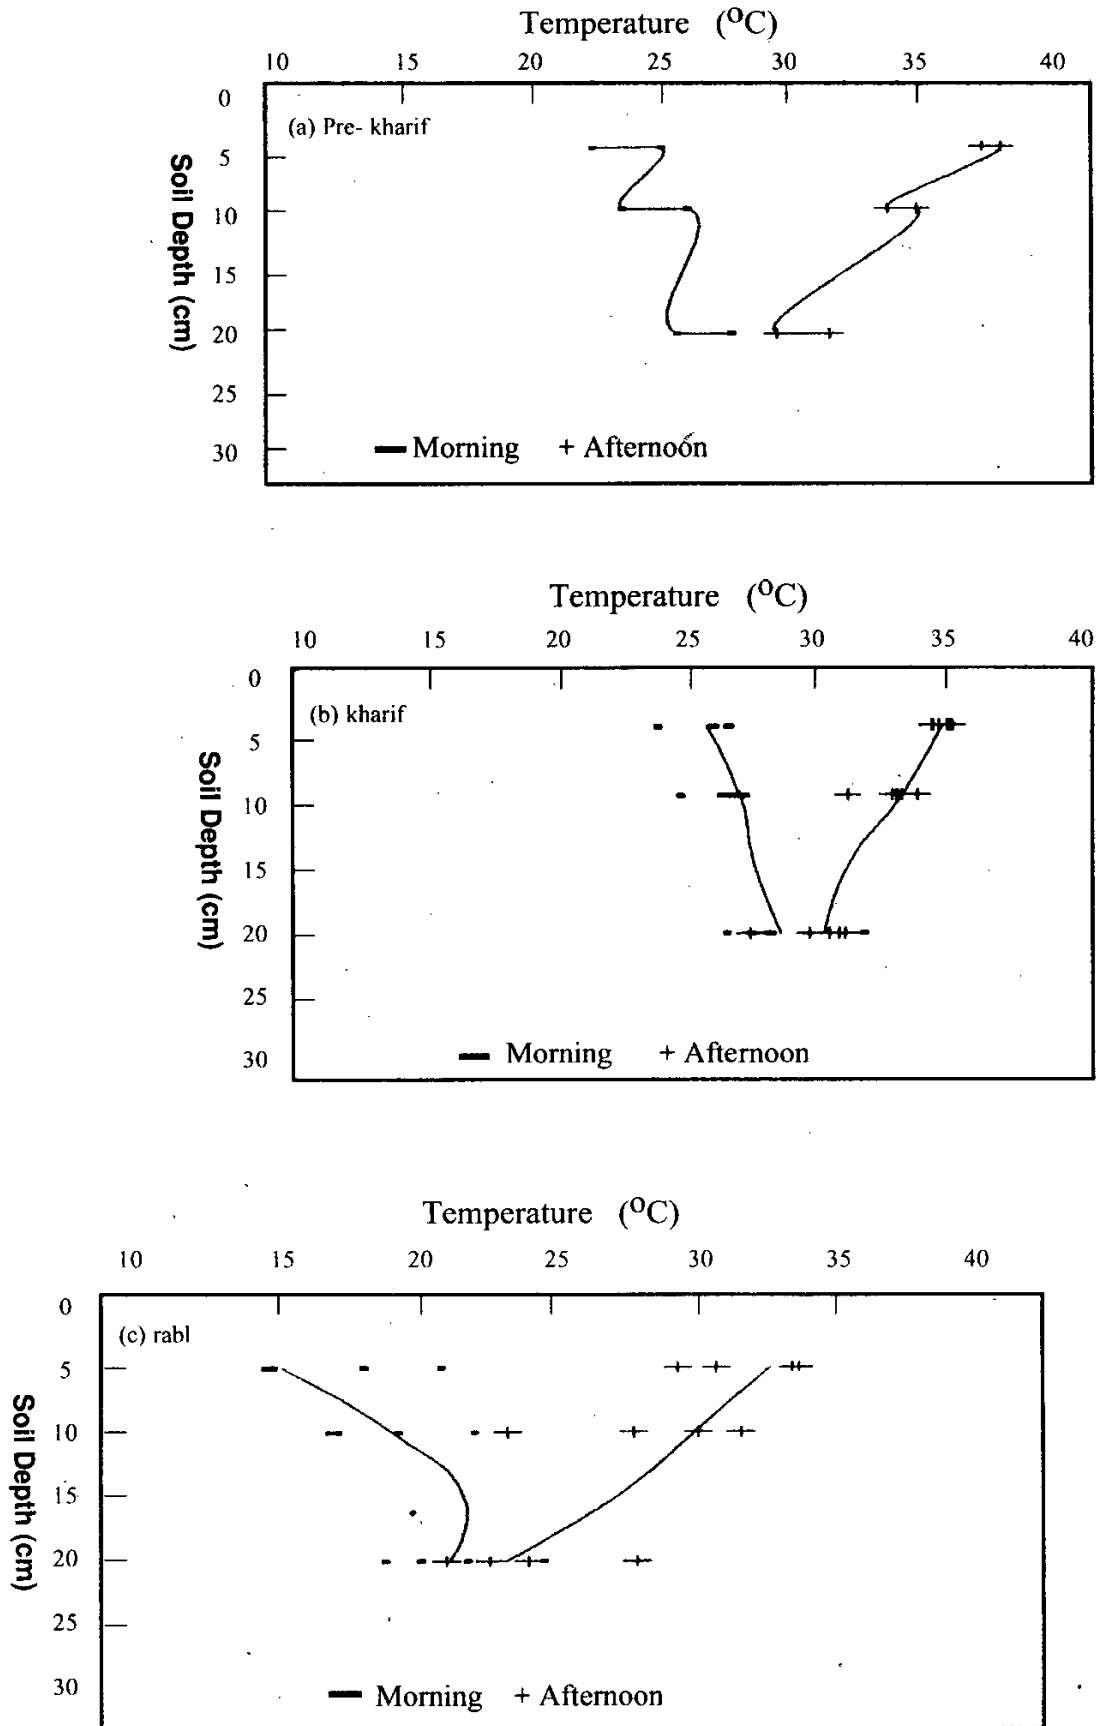 Temperature (°C)
10 15 20 25 30 35 40
0
(a) Pre- kharif
5
10
15
20
25
30
Soil Depth (cm)
Morning + Afternoon
Temperature (°C)
10 15 20 25 30 35 40
0
(b) kharif
5
10
15
20
25
30
Soil Depth (cm)
Morning + Afternoon
Temperature (°C)
10 15 20 25 30 35 40
0
(c) rabl
5
10
15
20
25
30
Soil Depth (cm)
Morning + Afternoon